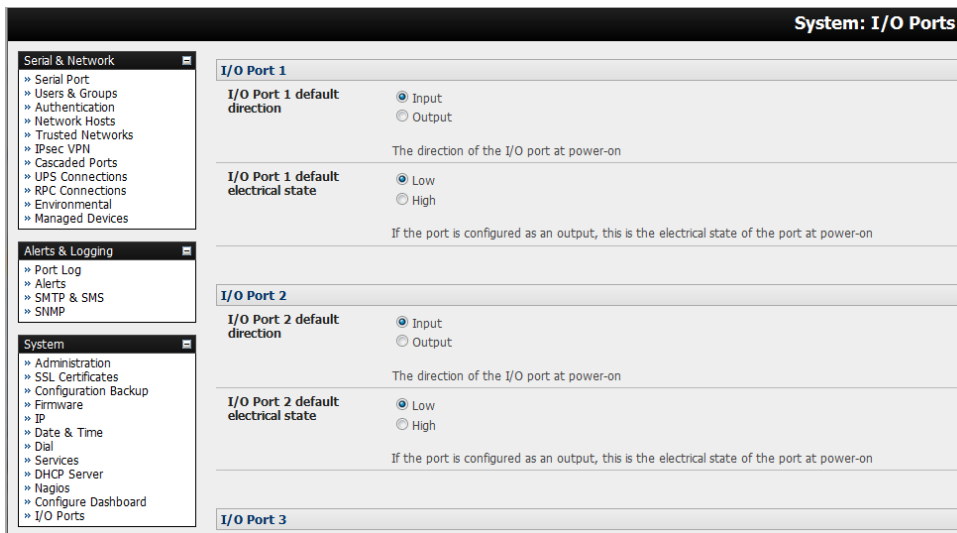 System: I/O Ports
Serial & Network
» Serial Port
» Users & Groups
» Authentication
» Network Hosts
» Trusted Networks
» IPsec VPN
» Cascaded Ports
» UPS Connections
» RPC Connections
» Environmental
» Managed Devices
Alerts & Logging
» Port Log
» Alerts
» SMTP & SMS
» SNMP
System
» Administration
» SSL Certificates
» Configuration Backup
» Firmware
» IP
» Date & Time
» Dial
» Services
» DHCP Server
» Nagios
» Configure Dashboard
» I/O Ports
I/O Port 1
I/O Port 1 default
direction
Input
Output
The direction of the I/O port at power-on
I/O Port 1 default
electrical state
Low
High
If the port is configured as an output, this is the electrical state of the port at power-on
I/O Port 2
I/O Port 2 default
direction
Input
Output
The direction of the I/O port at power-on
I/O Port 2 default
electrical state
Low
High
If the port is configured as an output, this is the electrical state of the port at power-on
I/O Port 3